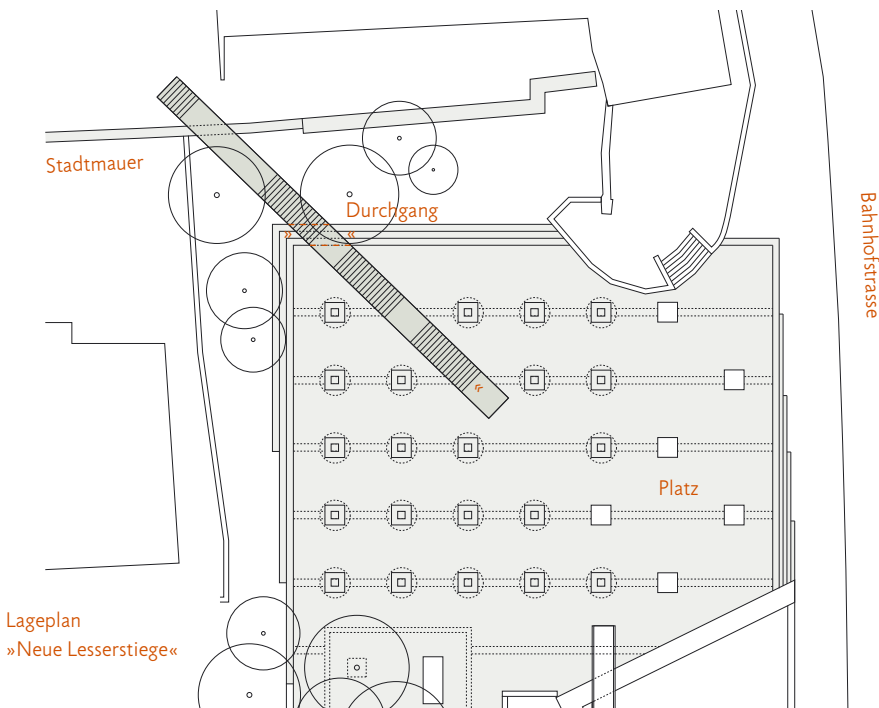 Stadtmauer
Durchgang
» «
Bahnhofstrasse
«
Platz
Lageplan
»Neue Lesserstiege«